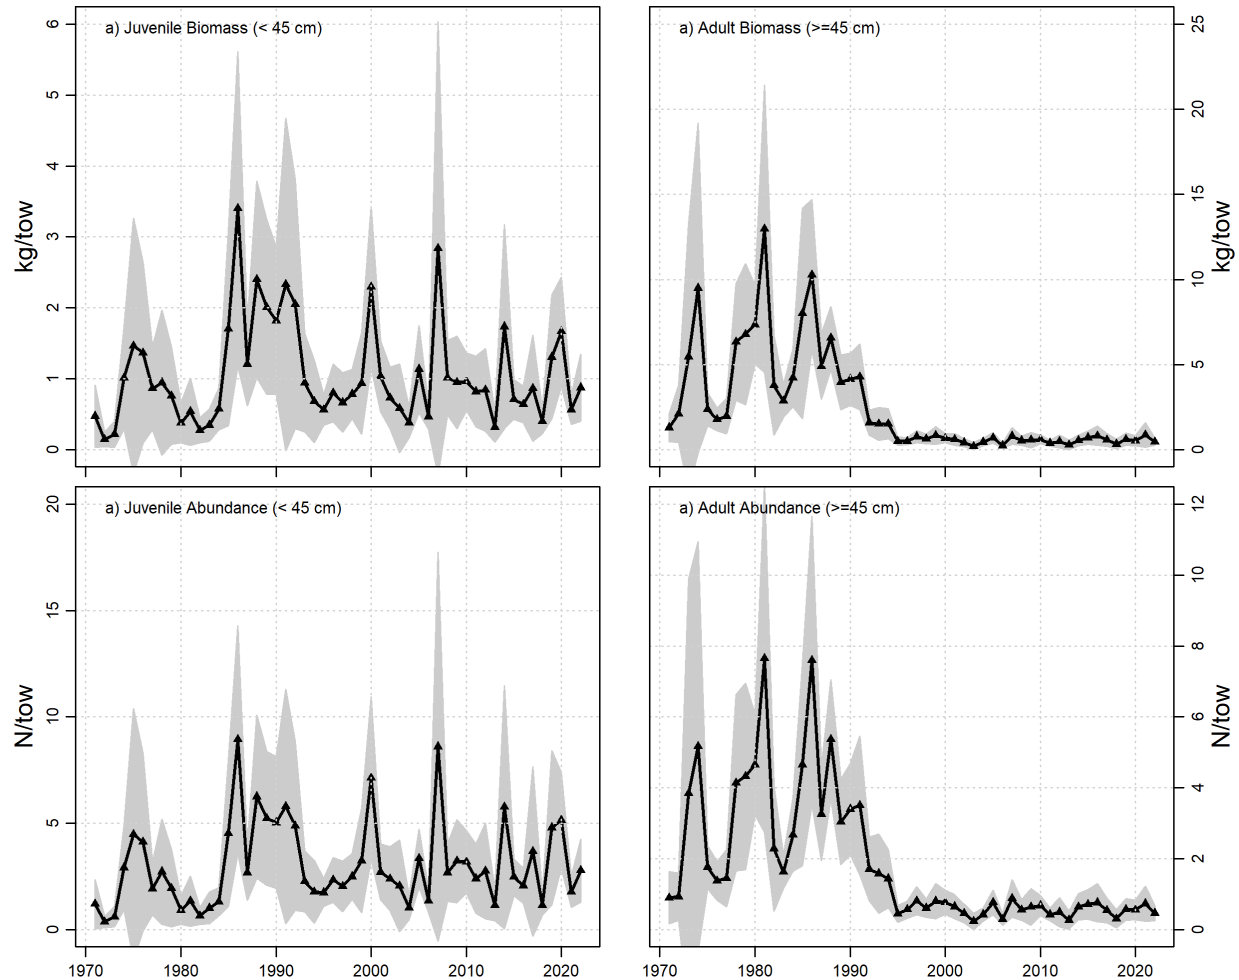 a) Juvenile Biomass (< 45 cm)
kg/tow
0 1 2 3 4 5 6
1970 1980 1990 2000 2010 2020
a) Adult Biomass (>=45 cm)
kg/tow
0 5 10 15 20 25
1970 1980 1990 2000 2010 2020
a) Juvenile Abundance (< 45 cm)
N/tow
0 5 10 15 20
a) Adult Abundance (>=45 cm)
N/tow
0 2 4 6 8 10 12